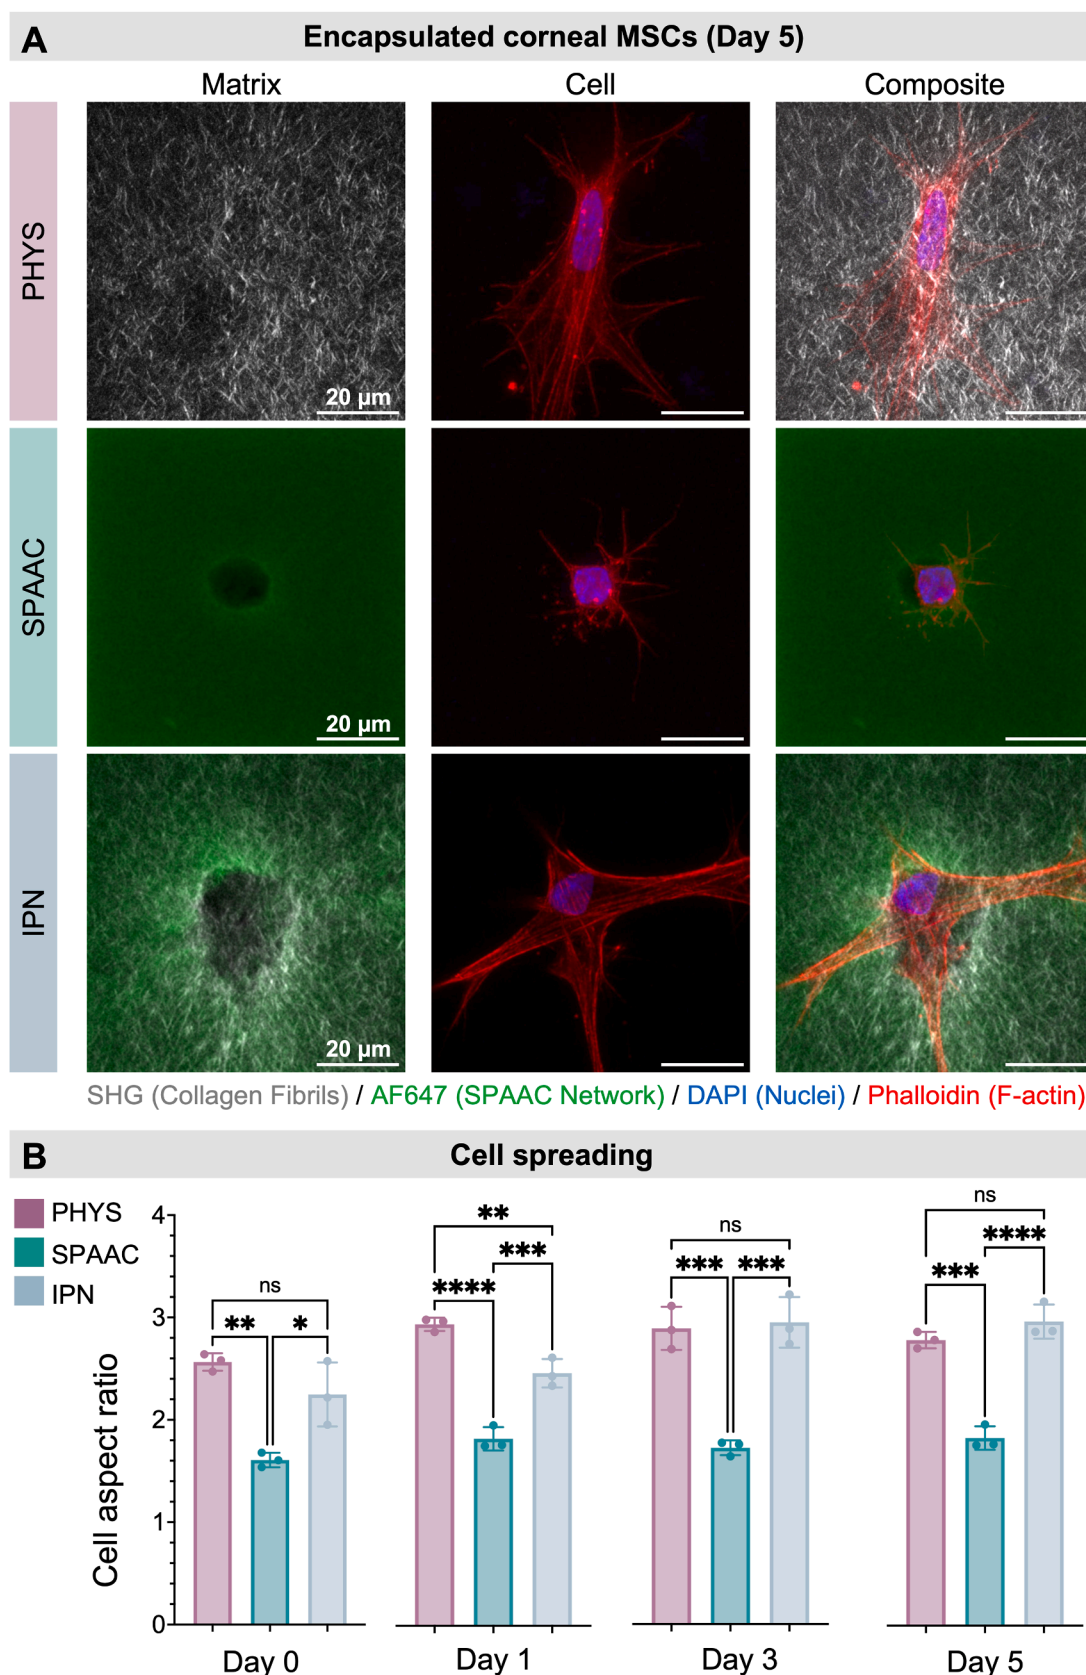 A Encapsulated corneal MSCs (Day 5)
Matrix Cell Composite
PHYS
20 µm
SPAAC
20 µm
IPN
20 µm
SHG (Collagen Fibrils) / AF647 (SPAAC Network) / DAPI (Nuclei) / Phalloidin (F-actin)
B Cell spreading
PHYS
SPAAC
IPN
Cell aspect ratio
4
3
2
1
0
ns
** *
**
***
****
ns
*** ***
ns
****
***
Day 0 Day 1 Day 3 Day 5